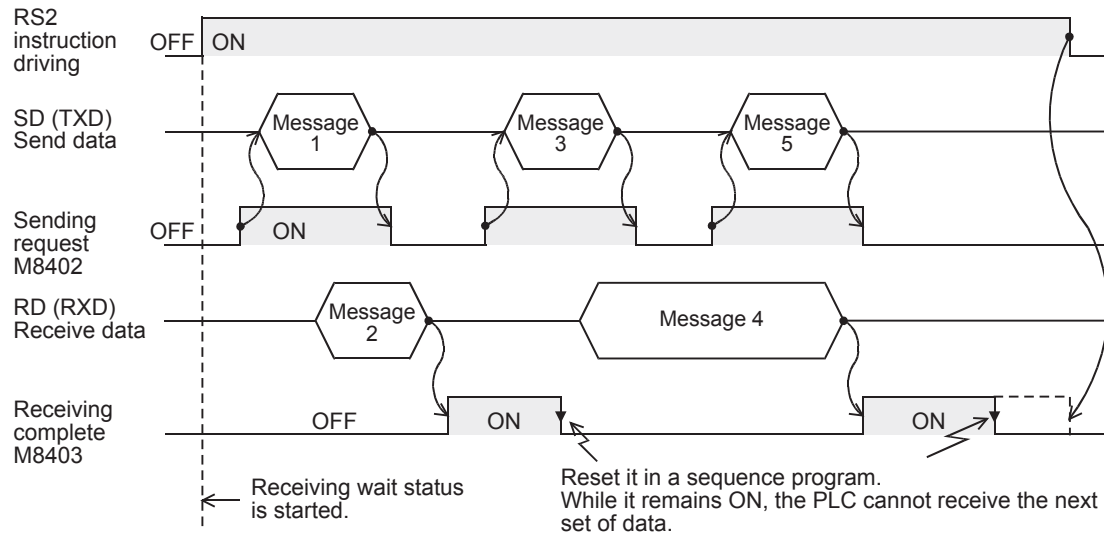 RS2
instruction
driving
OFF
ON
SD (TXD)
Send data
Message
1
Message
3
Message
5
Sending
request
M8402
OFF
ON
RD (RXD)
Receive data
Message
2
Message 4
Receiving
complete
M8403
OFF
ON
ON
Receiving wait status
is started.
Reset it in a sequence program.
While it remains ON, the PLC cannot receive the next
set of data.